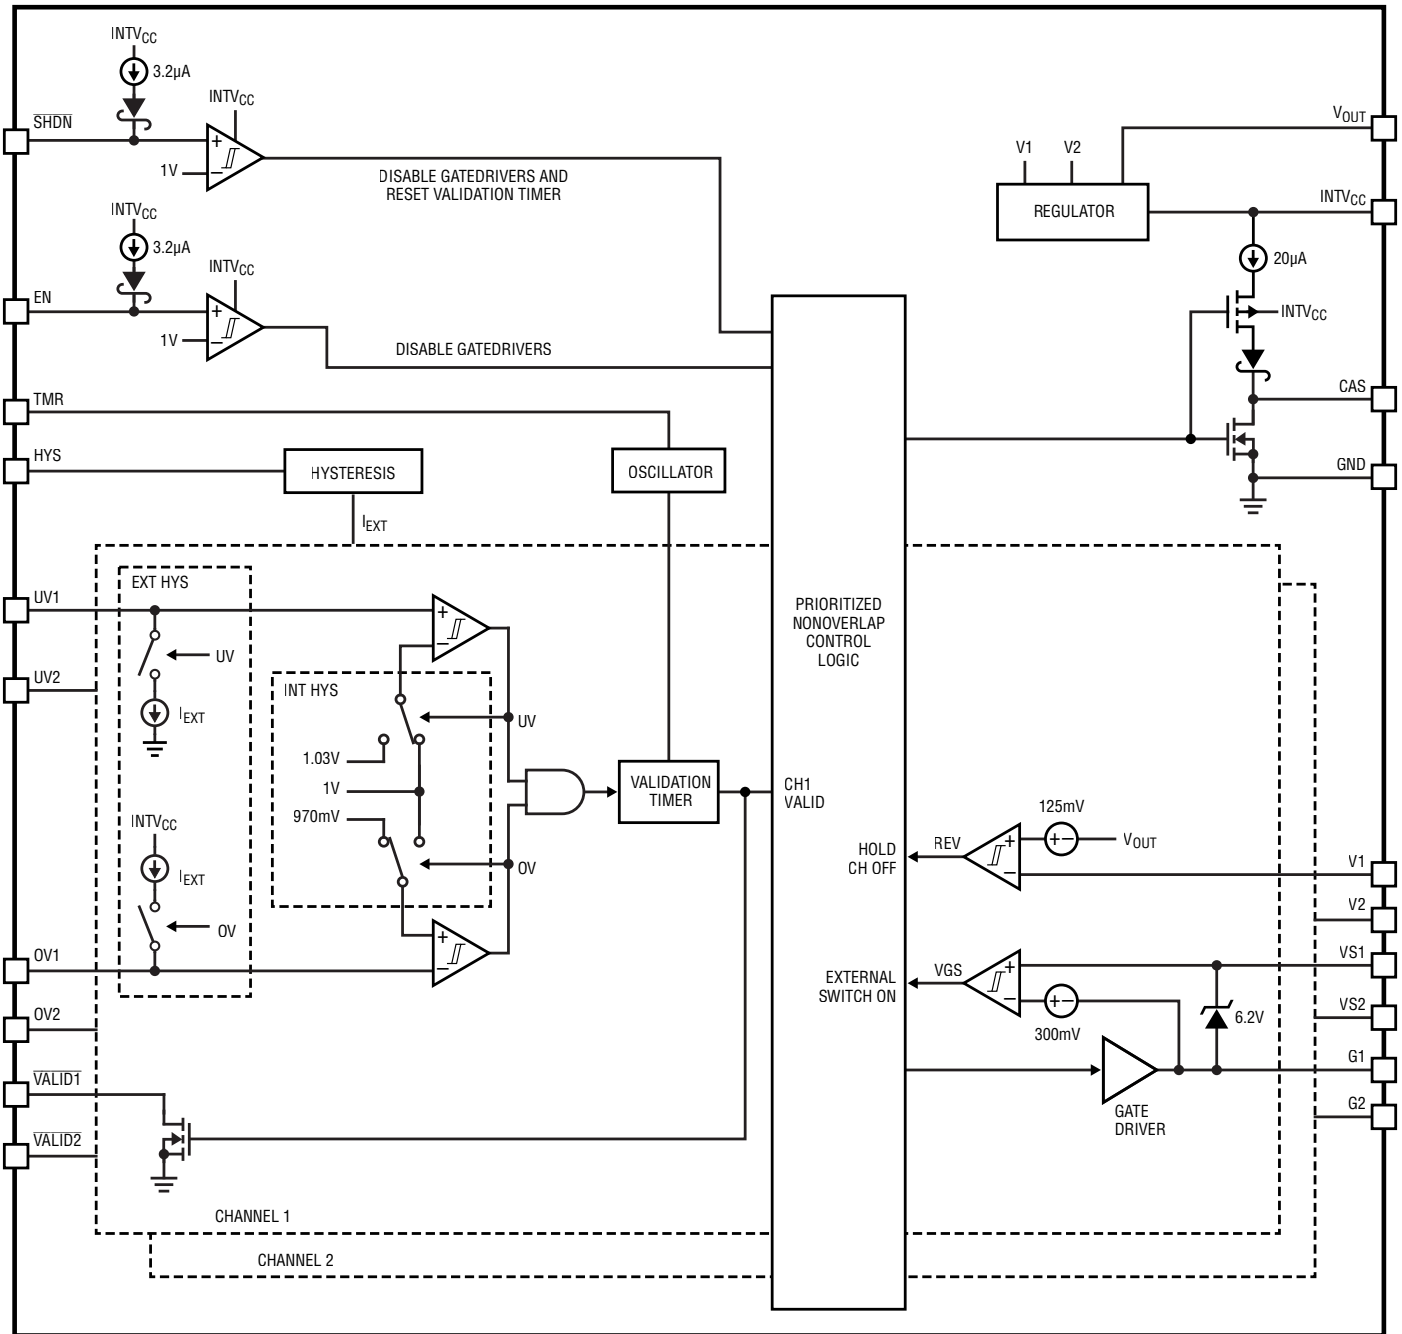 INTVCC
3.2µA
SHDN
INTVCC
1V
DISABLE GATEDRIVERS AND
RESET VALIDATION TIMER
INTVCC
3.2µA
EN
INTVCC
1V
DISABLE GATEDRIVERS
TMR
HYS
HYSTERESIS
IEXT
OSCILLATOR
V1
V2
REGULATOR
VOUT
INTVCC
20µA
INTVCC
CAS
GND
EXT HYS
UV1
UV
UV2
IEXT
INT HYS
UV
1.03V
1V
970mV
OV
INTVCC
IEXT
OV
OV1
OV2
VALID1
VALID2
VALIDATION
TIMER
PRIORITIZED
NONOVERLAP
CONTROL
LOGIC
CH1
VALID
HOLD
CH OFF
REV
125mV
VOUT
V1
V2
EXTERNAL
SWITCH ON
VGS
300mV
6.2V
VS1
VS2
G1
G2
GATE
DRIVER
CHANNEL 1
CHANNEL 2
+
−
+
−
+
−
+
−
+
−
+−
+
−
+−